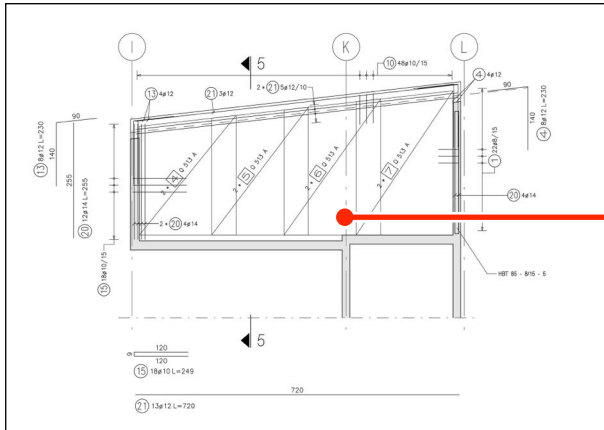 I
K
L
5
10 48ø10/15
13 4ø12
21 3ø12
2 * 21 5ø12/10
4 4ø12
90
140
13 8ø12 L=230
255
20 12ø14 L=255
2 * 4 Q 513 A
2 * 5 Q 513 A
2 * 6 Q 513 A
2 * 7 Q 513 A
90
140
4 8ø12 L=230
1 22ø8/15
20 4ø14
2 * 20 4ø14
15 18ø10/15
HBT 85 - 8/15 - 5
5
9
120
120
15 18ø10 L=249
720
21 13ø12 L=720